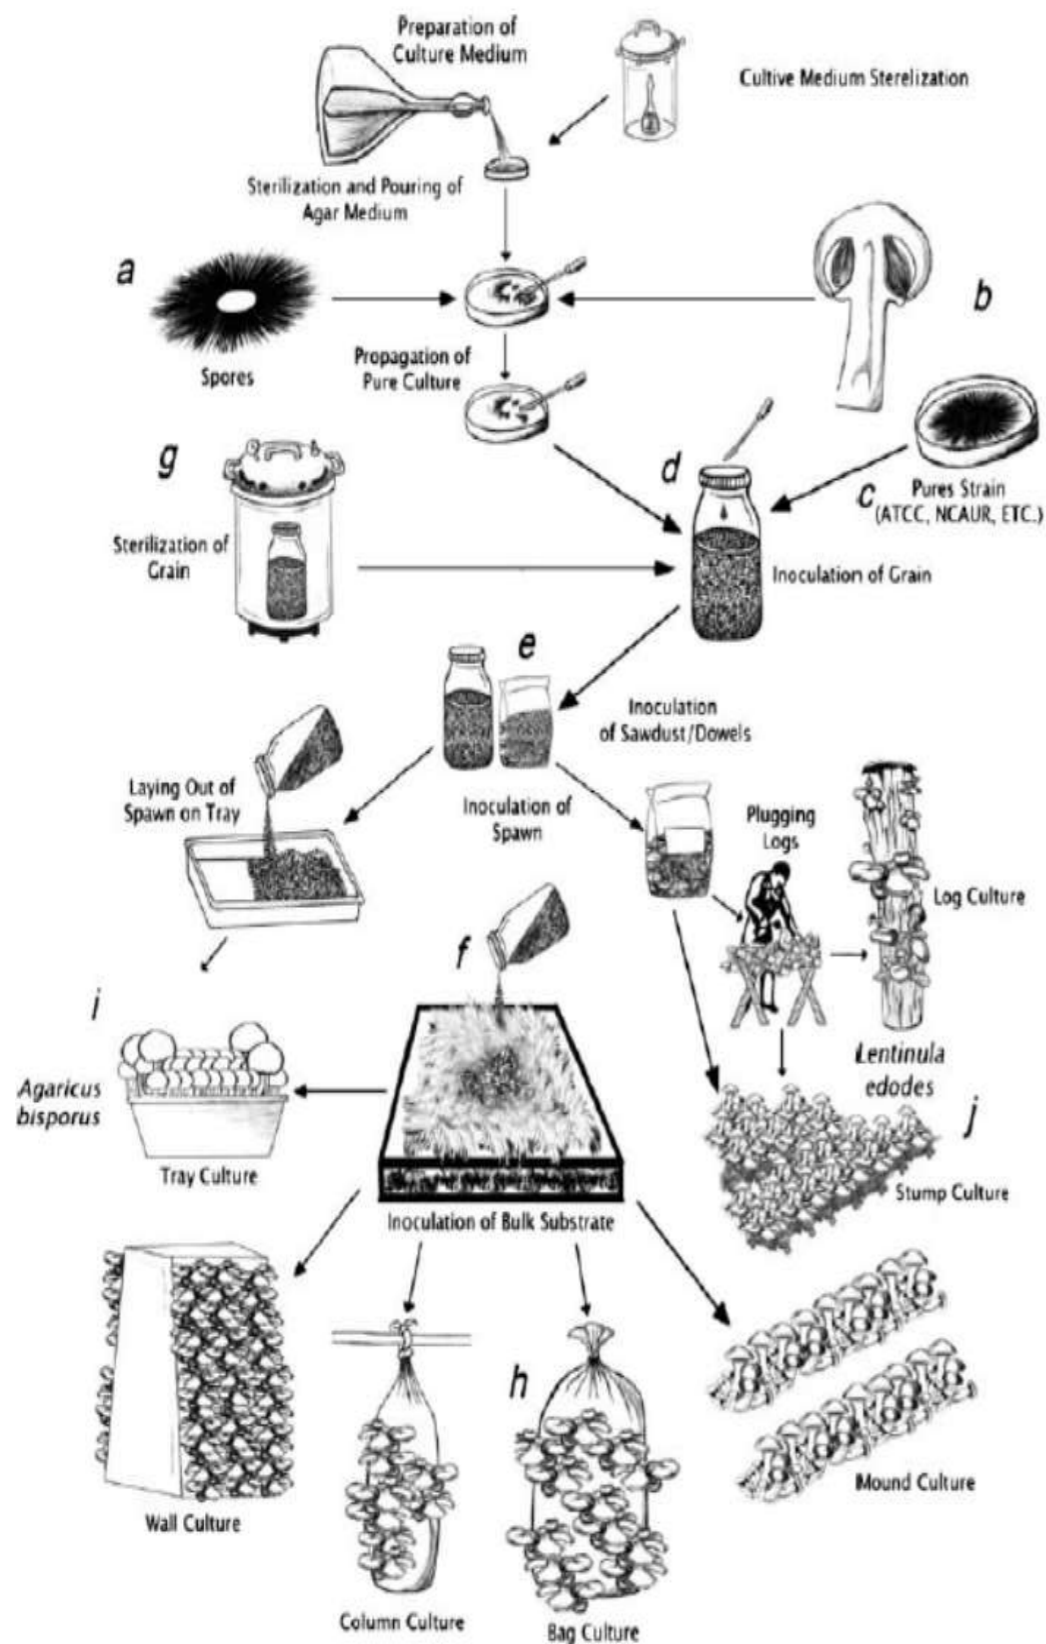 Preparation of
Culture Medium
Cultive Medium Sterelization
Sterilization and Pouring of
Agar Medium
a
Spores
b
Propagation of
Pure Culture
g
Sterilization of
Grain
d
c
Pures Strain
(ATCC, NCAUR, ETC.)
Inoculation of Grain
e
Inoculation
of Sawdust/Dowels
Laying Out of
Spawn on Tray
Inoculation of
Spawn
Plugging
Logs
Log Culture
f
i
Agaricus
bisporus
Tray Culture
Lentinula
edodes
j
Stump Culture
Inoculation of Bulk Substrate
h
Mound Culture
Wall Culture
Column Culture
Bag Culture